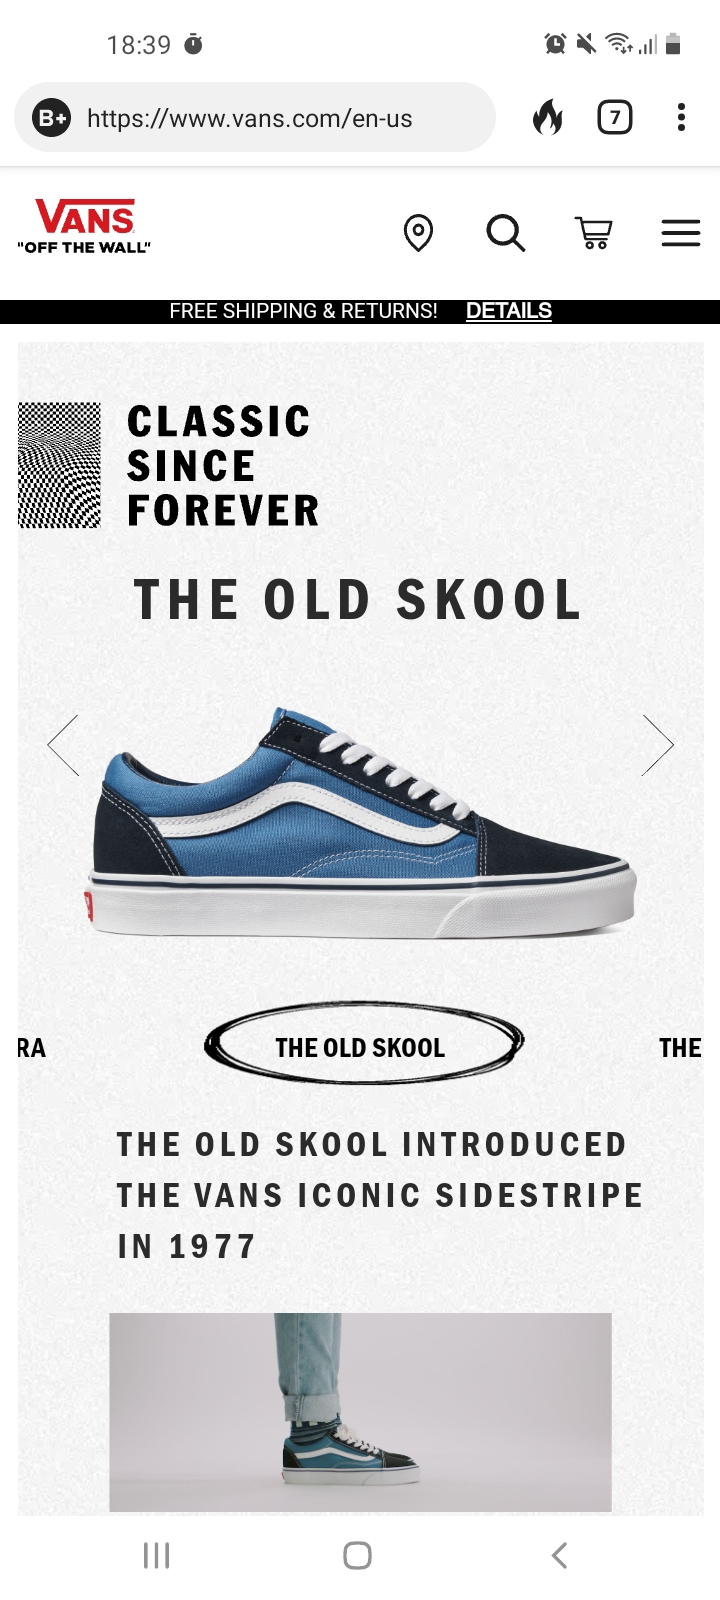 18:39
B+ https://www.vans.com/en-us
7
VANS
"OFF THE WALL"
FREE SHIPPING & RETURNS! DETAILS
CLASSIC
SINCE
FOREVER
THE OLD SKOOL
RA
THE OLD SKOOL
THE
THE OLD SKOOL INTRODUCED
THE VANS ICONIC SIDESTRIPE
IN 1977